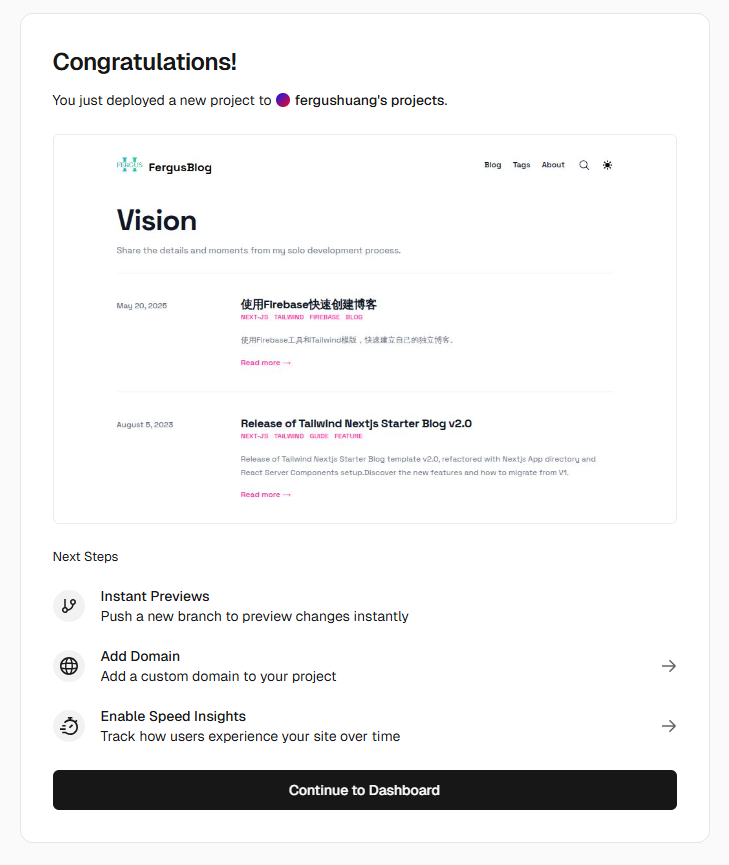 Congratulations!
You just deployed a new project to fergushuang's projects.
FERGUS
FergusBlog
Blog Tags About
Vision
Share the details and moments from my solo development process.
May 20, 2025
使用Firebase快速创建博客
NEXT-JS TAILWIND FIREBASE BLOG
使用Firebase工具和Tailwind模版，快速建立自己的独立博客。
Read more →
August 5, 2023
Release of Tailwind Nextjs Starter Blog v2.0
NEXT-JS TAILWIND GUIDE FEATURE
Release of Tailwind Nextjs Starter Blog template v2.0, refactored with Nextjs App directory and
React Server Components setup.Discover the new features and how to migrate from V1.
Read more →
Next Steps
Instant Previews
Push a new branch to preview changes instantly
Add Domain
Add a custom domain to your project
Enable Speed Insights
Track how users experience your site over time
Continue to Dashboard